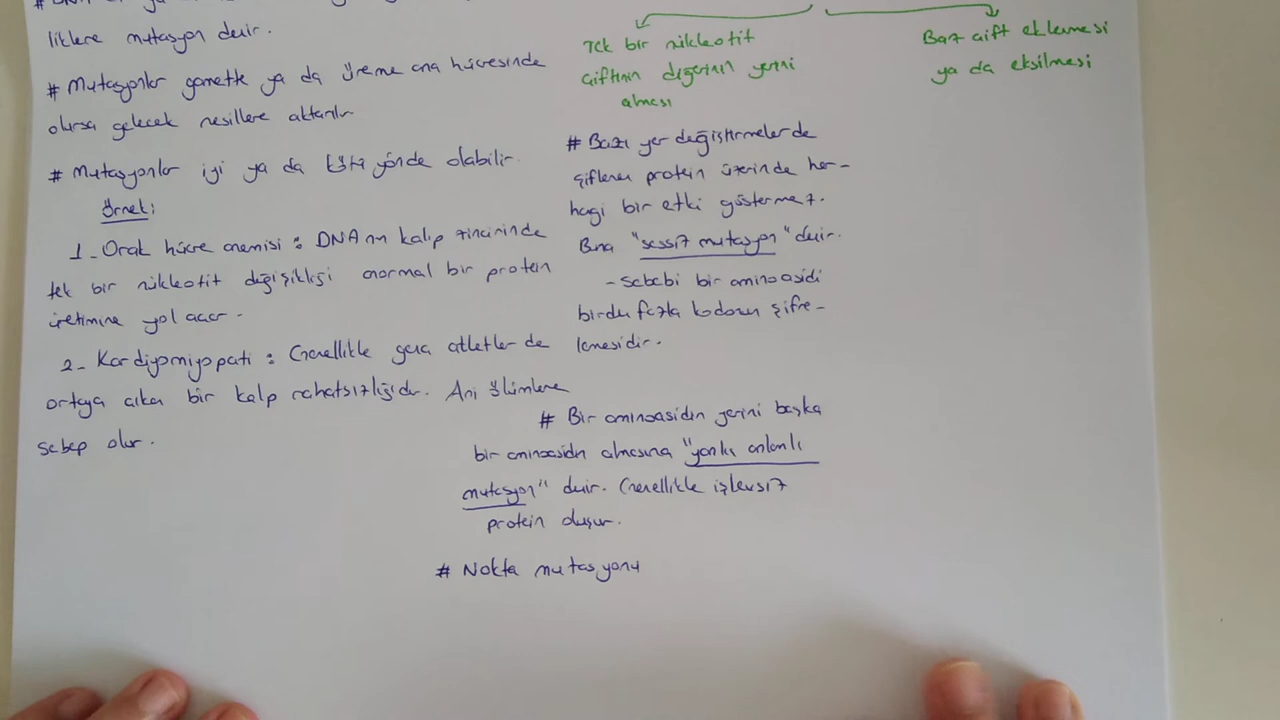 liklere mutasyon denir.
# Mutasyonlar gamette ya da üreme ana hücresinde
olursa gelecek nesillere aktarılır
# Mutasyonlar iyi ya da kötü yönde olabilir.
Örnek:
1- Orak hücre anemisi : DNA nın kalıp zincirinde
tek bir nükleotit değişikliği anormal bir protein
üretimine yol açar.
2- Kardiyomiyopati : Genellikle genç atletlerde
ortaya çıkan bir kalp rahatsızlığıdır. Ani ölümlere
sebep olur.
Tek bir nükleotit
çiftinin diğerinin yerini
alması
Baz çift eklenmesi
ya da eksilmesi
# Bazı yer değiştirmelerde
şiflenen protein üzerinde her-
hagi bir etki göstermez.
Buna "sessiz mutasyon" denir.
- Sebebi bir aminoasidi
birden fazla kodonun şifre-
lemesidir.
# Bir aminoasidin yerini başka
bir aminoasidin almasına "yanlış anlamlı
mutasyon" denir. Genellikle işlevsiz
protein oluşur.
# Nokta mutasyonu